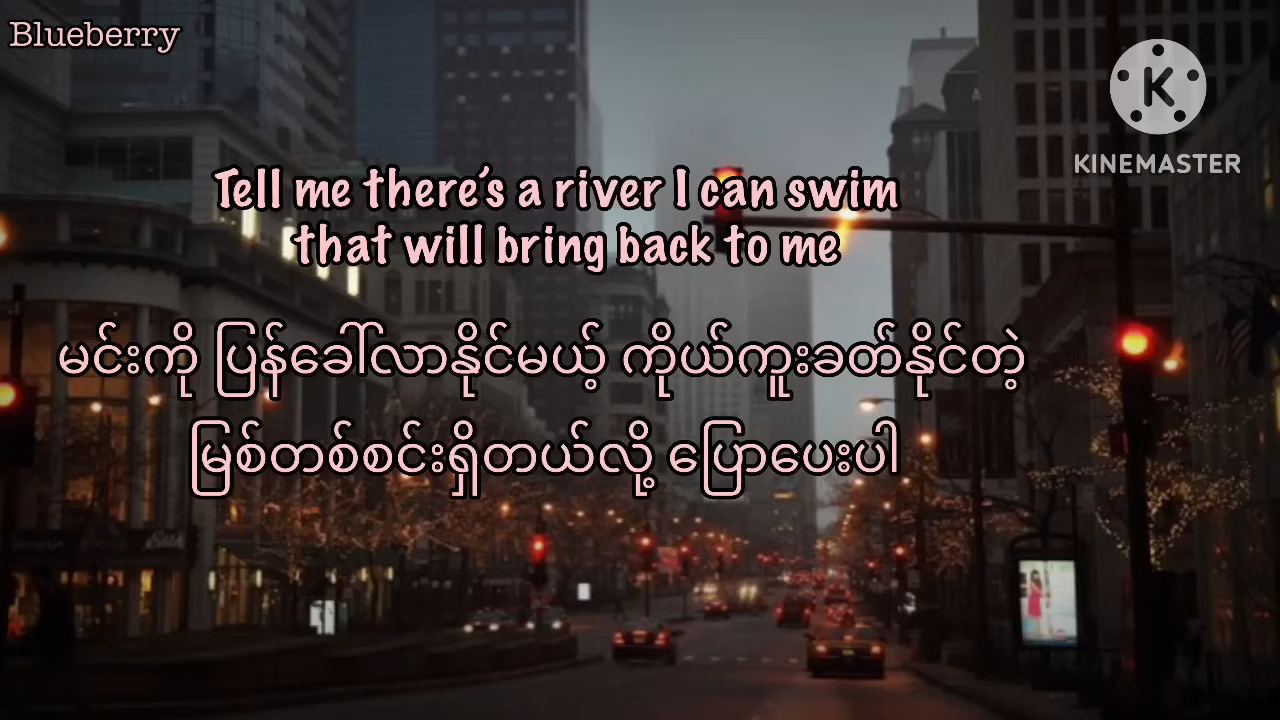 Blueberry
K
KINEMASTER
Tell me there's a river I can swim
that will bring back to me
မင်းကို ပြန်ခေါ်လာနိုင်မယ့် ကိုယ်ကူးခတ်နိုင်တဲ့
မြစ်တစ်စင်းရှိတယ်လို့ ပြောပေးပါ